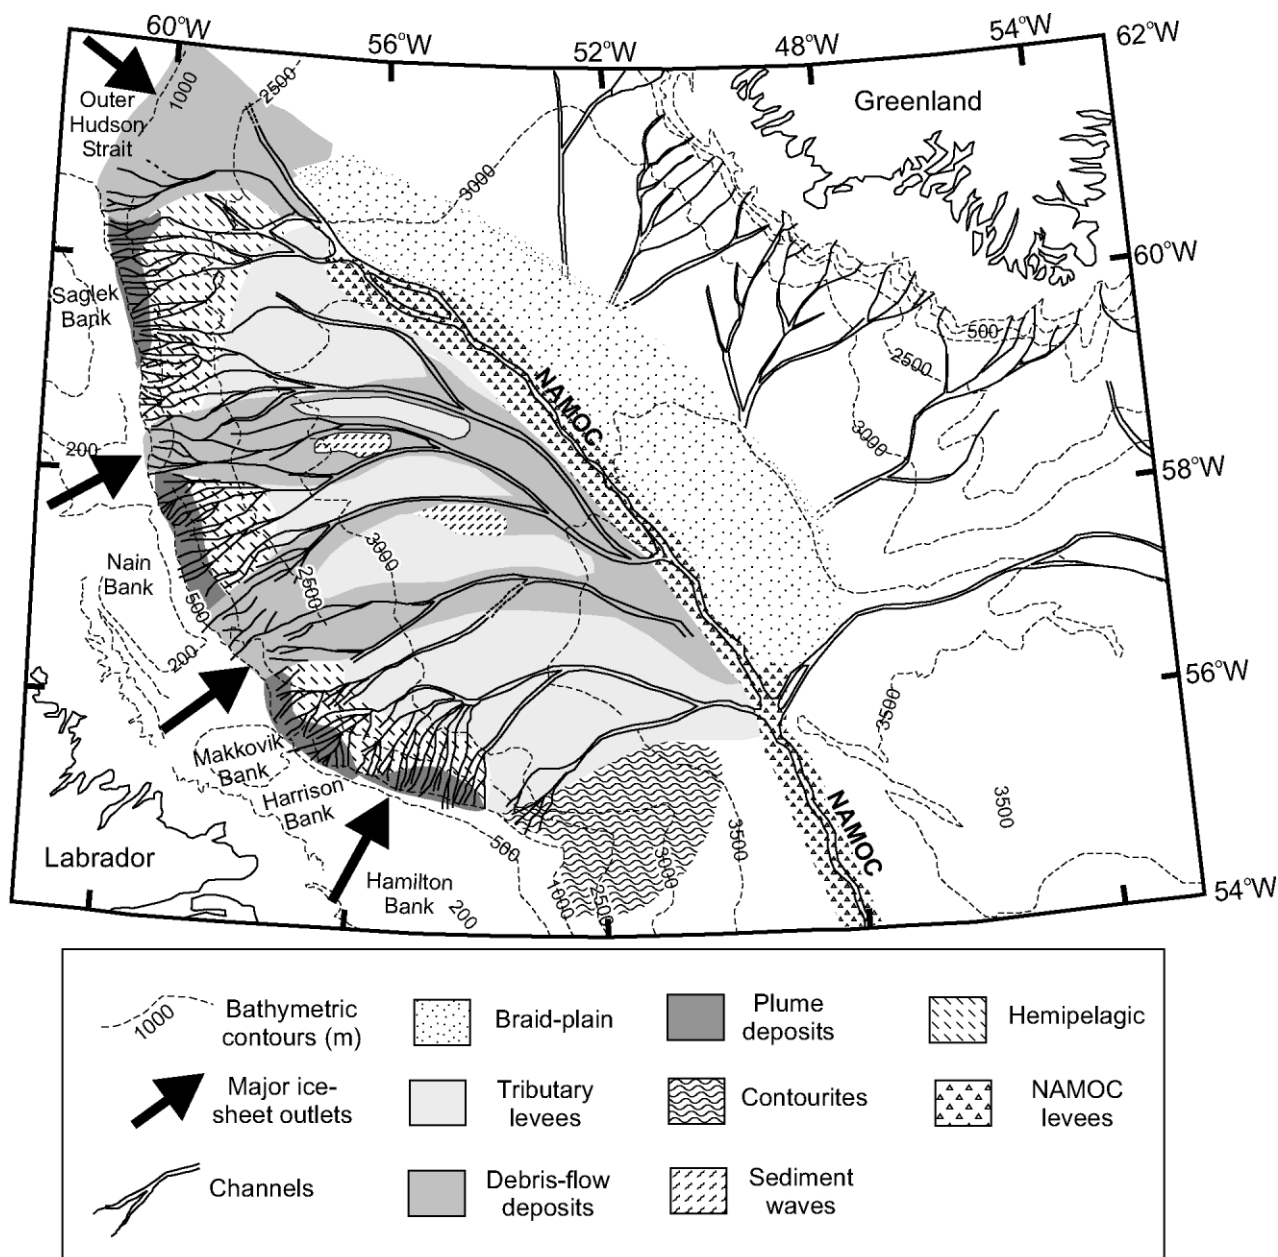 60°W
56°W
52°W
48°W
54°W
62°W
1000
2500
Outer
Hudson
Strait
Greenland
3000
60°W
Saglek
Bank
500
2500
NAMOC
3000
200
58°W
Nain
Bank
3000
2500
500
200
56°W
3500
Makkovik
Bank
Harrison
Bank
NAMOC
3500
3500
3000
Labrador
500
Hamilton
Bank
200
1000
2500
54°W
1000
Bathymetric
contours (m)
Braid-plain
Plume
deposits
Hemipelagic
Major ice-
sheet outlets
Tributary
levees
Contourites
NAMOC
levees
Channels
Debris-flow
deposits
Sediment
waves